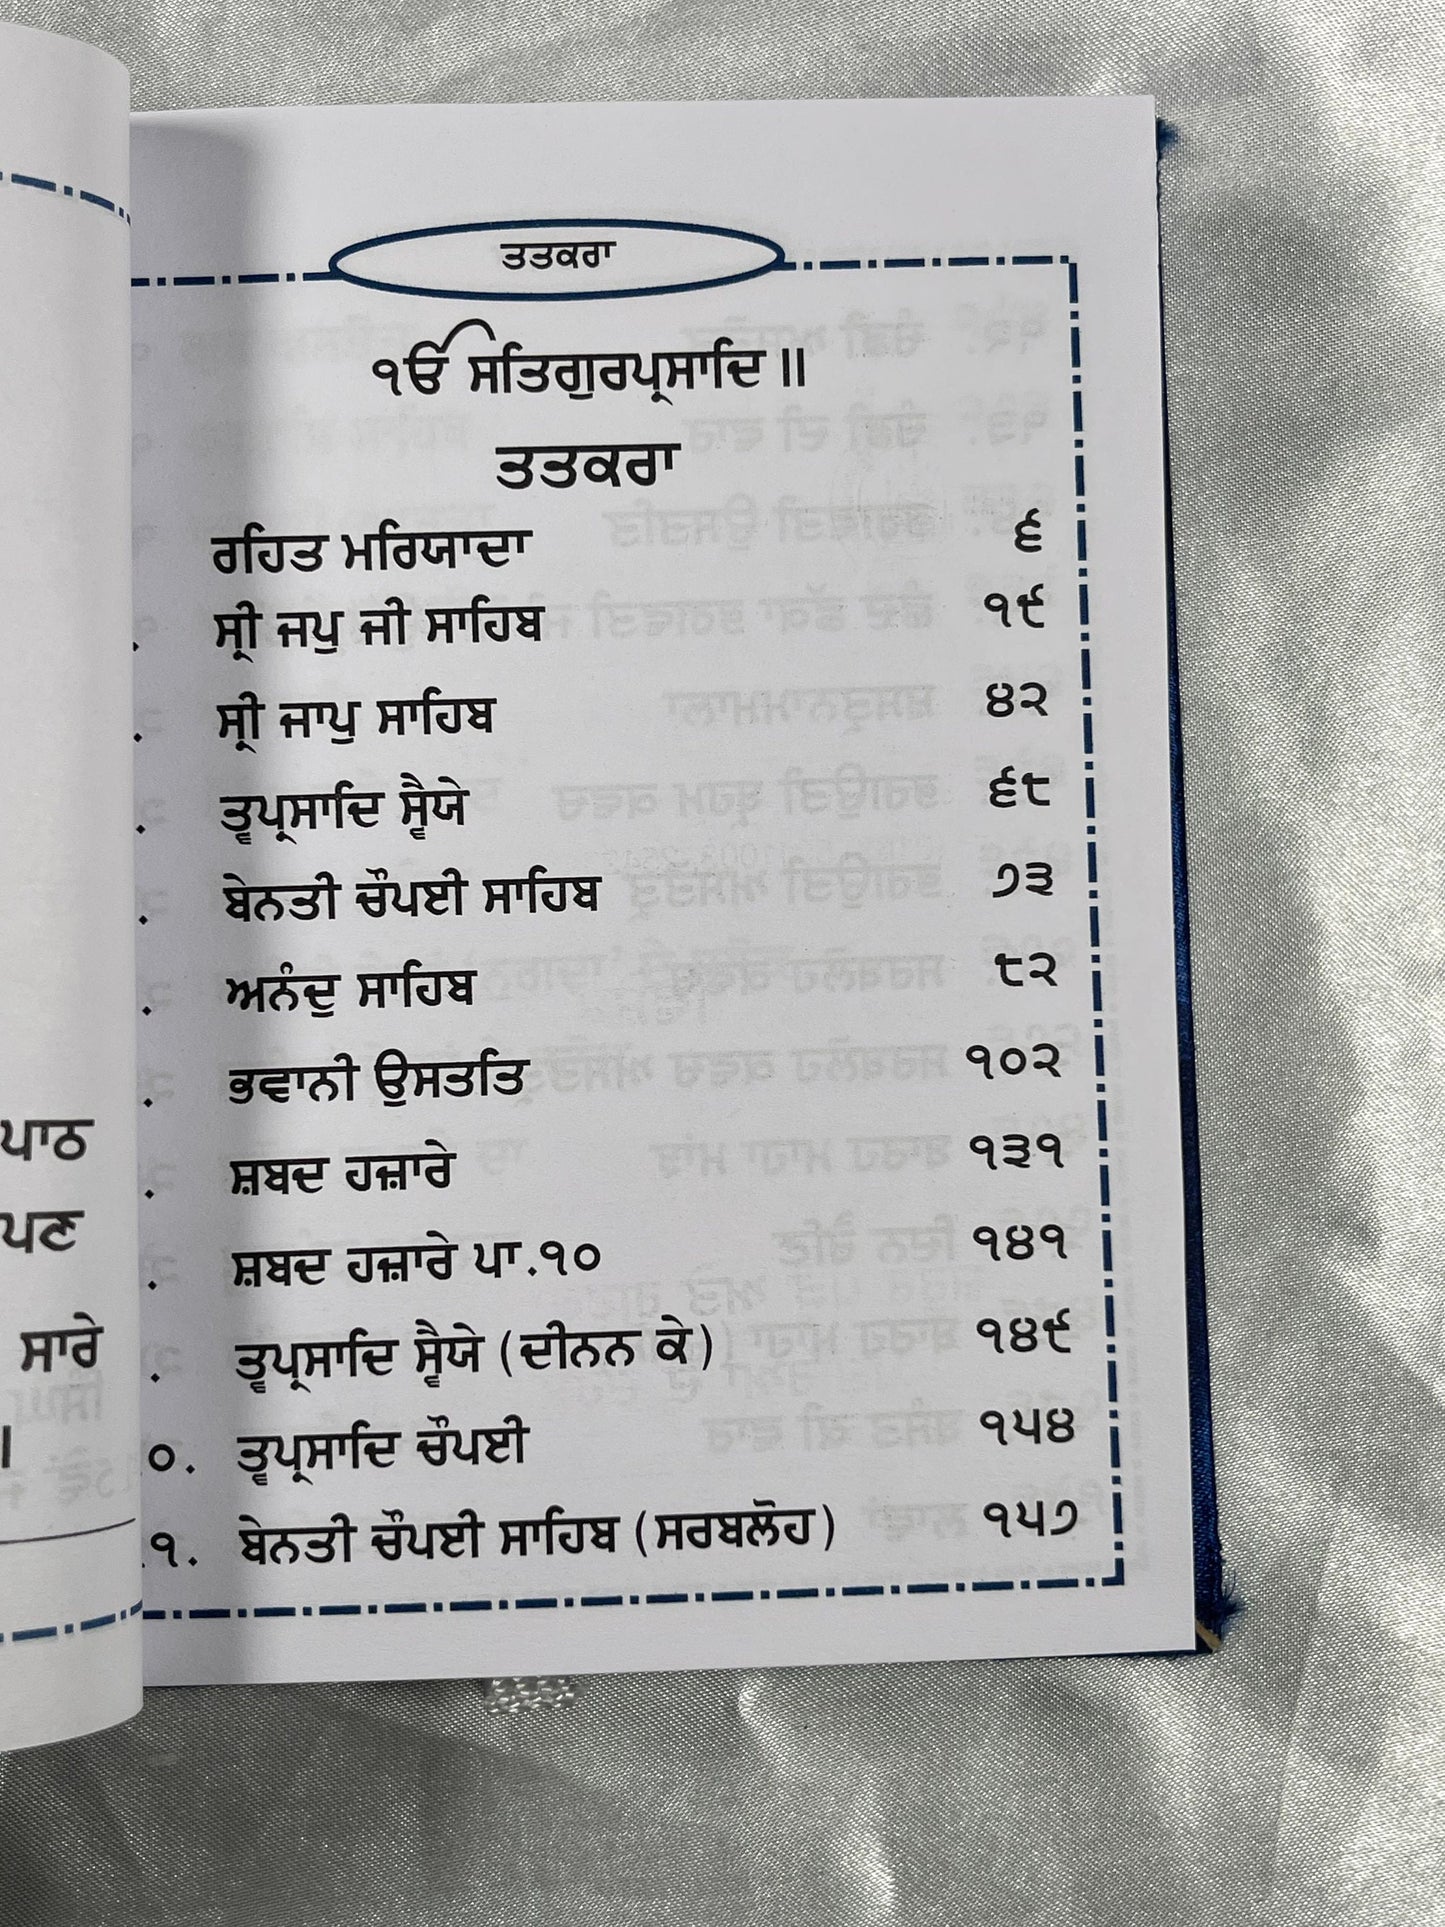 ਪਾਠ
ਪਣ
ਸਾਰੇ
।
ਤਤਕਰਾ
ੴ ਸਤਿਗੁਰਪ੍ਰਸਾਦਿ॥
ਤਤਕਰਾ
ਰਹਿਤ ਮਰਿਯਾਦਾ ੬
. ਸ੍ਰੀ ਜਪੁ ਜੀ ਸਾਹਿਬ ੧੯
. ਸ੍ਰੀ ਜਾਪੁ ਸਾਹਿਬ ੪੨
. ਤ੍ਵਪ੍ਰਸਾਦਿ ਸ੍ਵੈਯੇ ੬੮
. ਬੇਨਤੀ ਚੌਪਈ ਸਾਹਿਬ ੭੩
. ਅਨੰਦੁ ਸਾਹਿਬ ੮੨
. ਭਵਾਨੀ ਉਸਤਤਿ ੧੦੨
. ਸ਼ਬਦ ਹਜ਼ਾਰੇ ੧੩੧
. ਸ਼ਬਦ ਹਜ਼ਾਰੇ ਪਾ.੧੦ ੧੪੧
. ਤ੍ਵਪ੍ਰਸਾਦਿ ਸ੍ਵੈਯੇ (ਦੀਨਨ ਕੇ) ੧੪੯
੦. ਤ੍ਵਪ੍ਰਸਾਦਿ ਚੌਪਈ ੧੫੪
੧. ਬੇਨਤੀ ਚੌਪਈ ਸਾਹਿਬ (ਸਰਬਲੋਹ) ੧੫੭